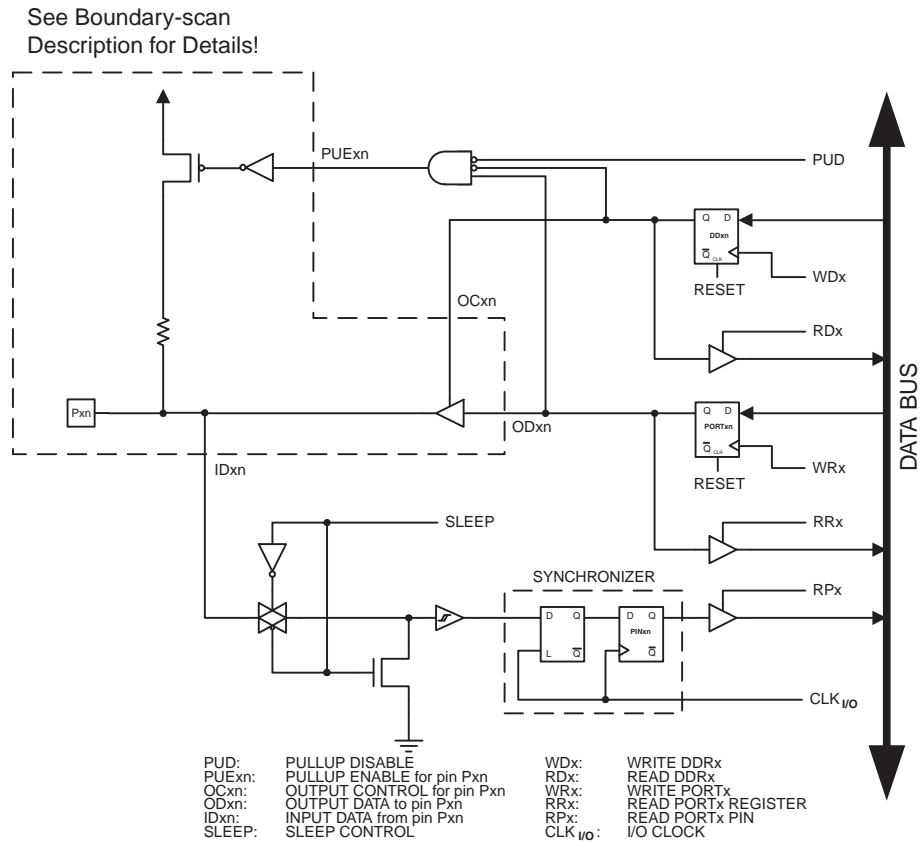 See Boundary-scan
Description for Details!
PUExn
PUD
Q D
DDxn
Q CLR
WDx
RESET
OCxn
RDx
Pxn
ODxn
Q D
PORTxn
Q CLR
WRx
RESET
DATA BUS
IDxn
SLEEP
RRx
SYNCHRONIZER
RPx
D Q
D Q
PINxn
L Q
Q
CLK I/O
PUD: PULLUP DISABLE
PUExn: PULLUP ENABLE for pin Pxn
OCxn: OUTPUT CONTROL for pin Pxn
ODxn: OUTPUT DATA to pin Pxn
IDxn: INPUT DATA from pin Pxn
SLEEP: SLEEP CONTROL
WDx: WRITE DDRx
RDx: READ DDRx
WRx: WRITE PORTx
RRx: READ PORTx REGISTER
RPx: READ PORTx PIN
CLK I/O: I/O CLOCK